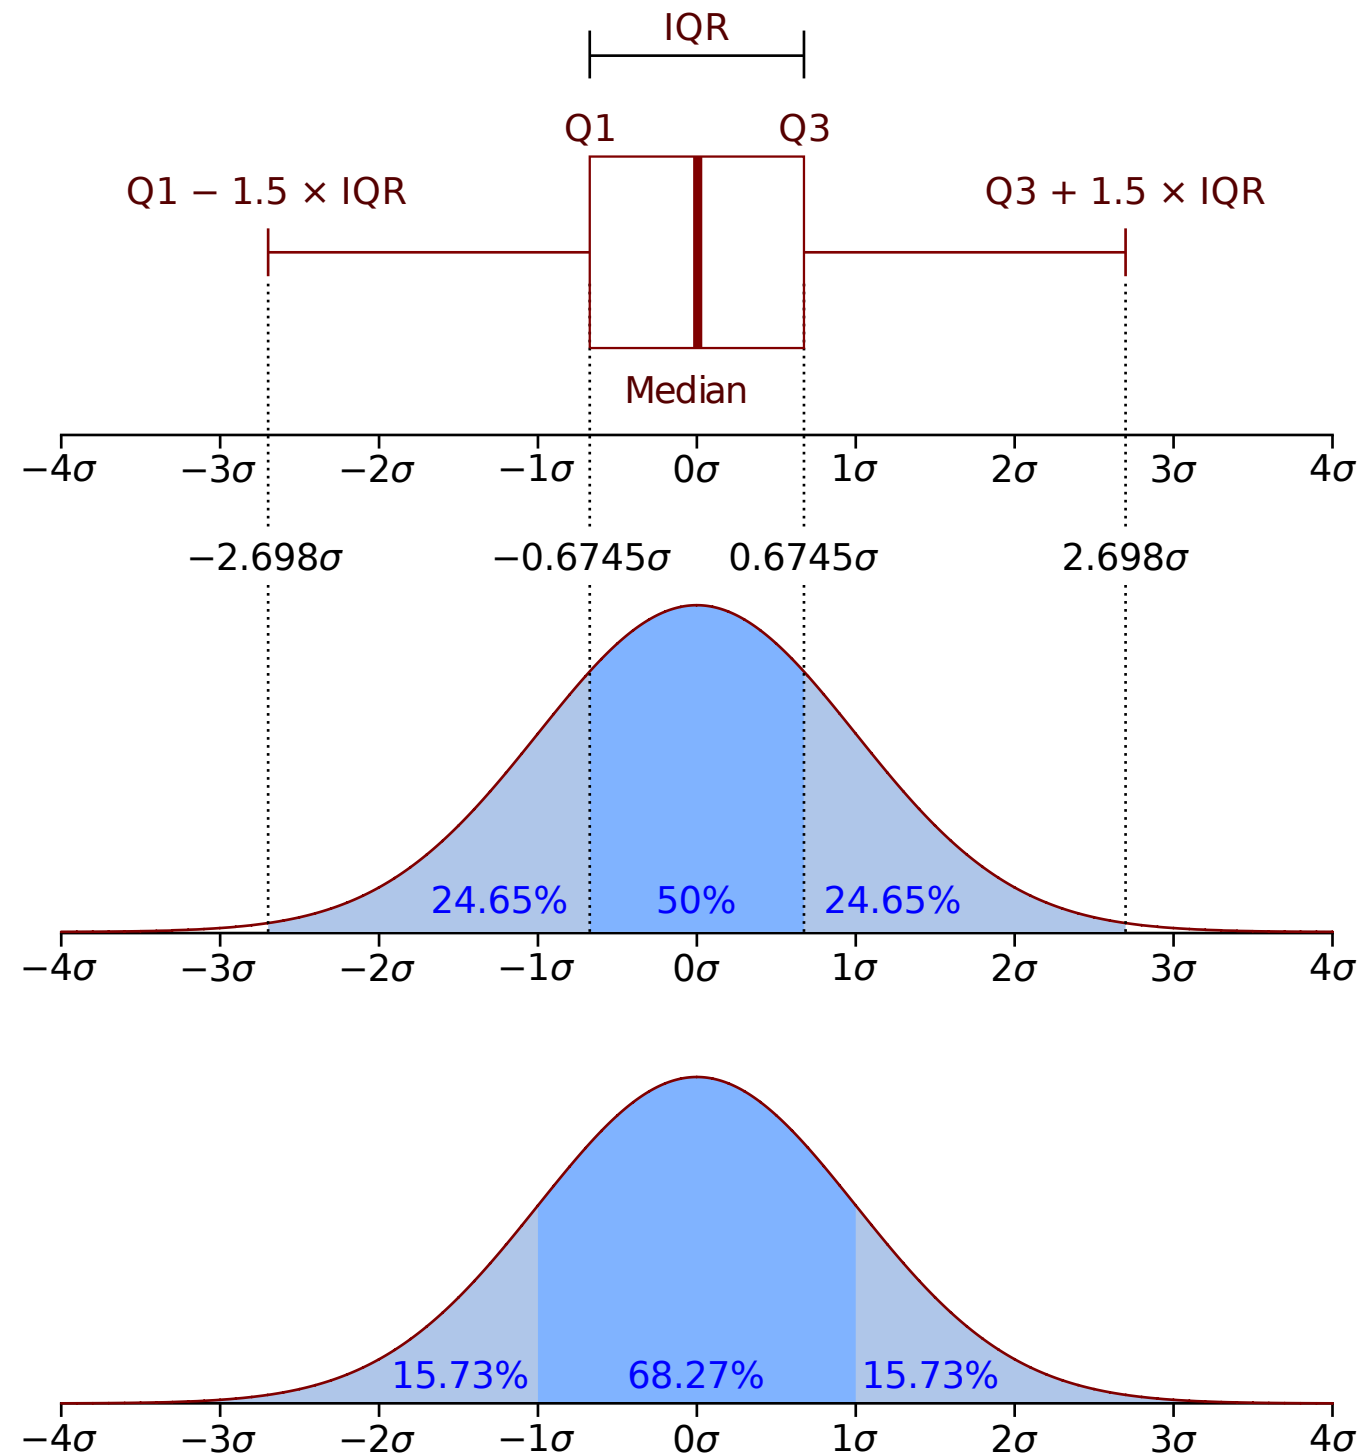 IQR
Q1 Q3
Q1 − 1.5 × IQR Q3 + 1.5 × IQR
Median
−4σ −3σ −2σ −1σ 0σ 1σ 2σ 3σ 4σ
−2.698σ −0.6745σ 0.6745σ 2.698σ
24.65% 50% 24.65%
−4σ −3σ −2σ −1σ 0σ 1σ 2σ 3σ 4σ
15.73% 68.27% 15.73%
−4σ −3σ −2σ −1σ 0σ 1σ 2σ 3σ 4σ